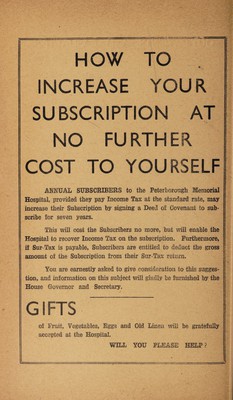 HOW TO
INCREASE YOUR
SUBSCRIPTION AT
NO FURTHER
COST TO YOURSELF
ANNUAL SUBSCRIBERS to the Peterborough Memorial
Hospital, provided they pay Income Tax at the standard rate, may
increase their Subscription by signing a Deed of Covenant to sub-
scribe for seven years.
This will cost the Subscribers no more, but will enable the
Hospital to recover Income Tax on the subscription. Furthermore,
if Sur-Tax is payable, Subscribers are entitled to deduct the gross
amount of the Subscription from their Sur-Tax return.
You are earnestly asked to give consideration to this sugges-
tion, and information on this subject will gladly be furnished by the
House Governor and Secretary.
GIFTS
of Fruit, Vegetables, Eggs and Old Linen will be gratefully
accepted at the Hospital.
WILL YOU PLEASE HELP?